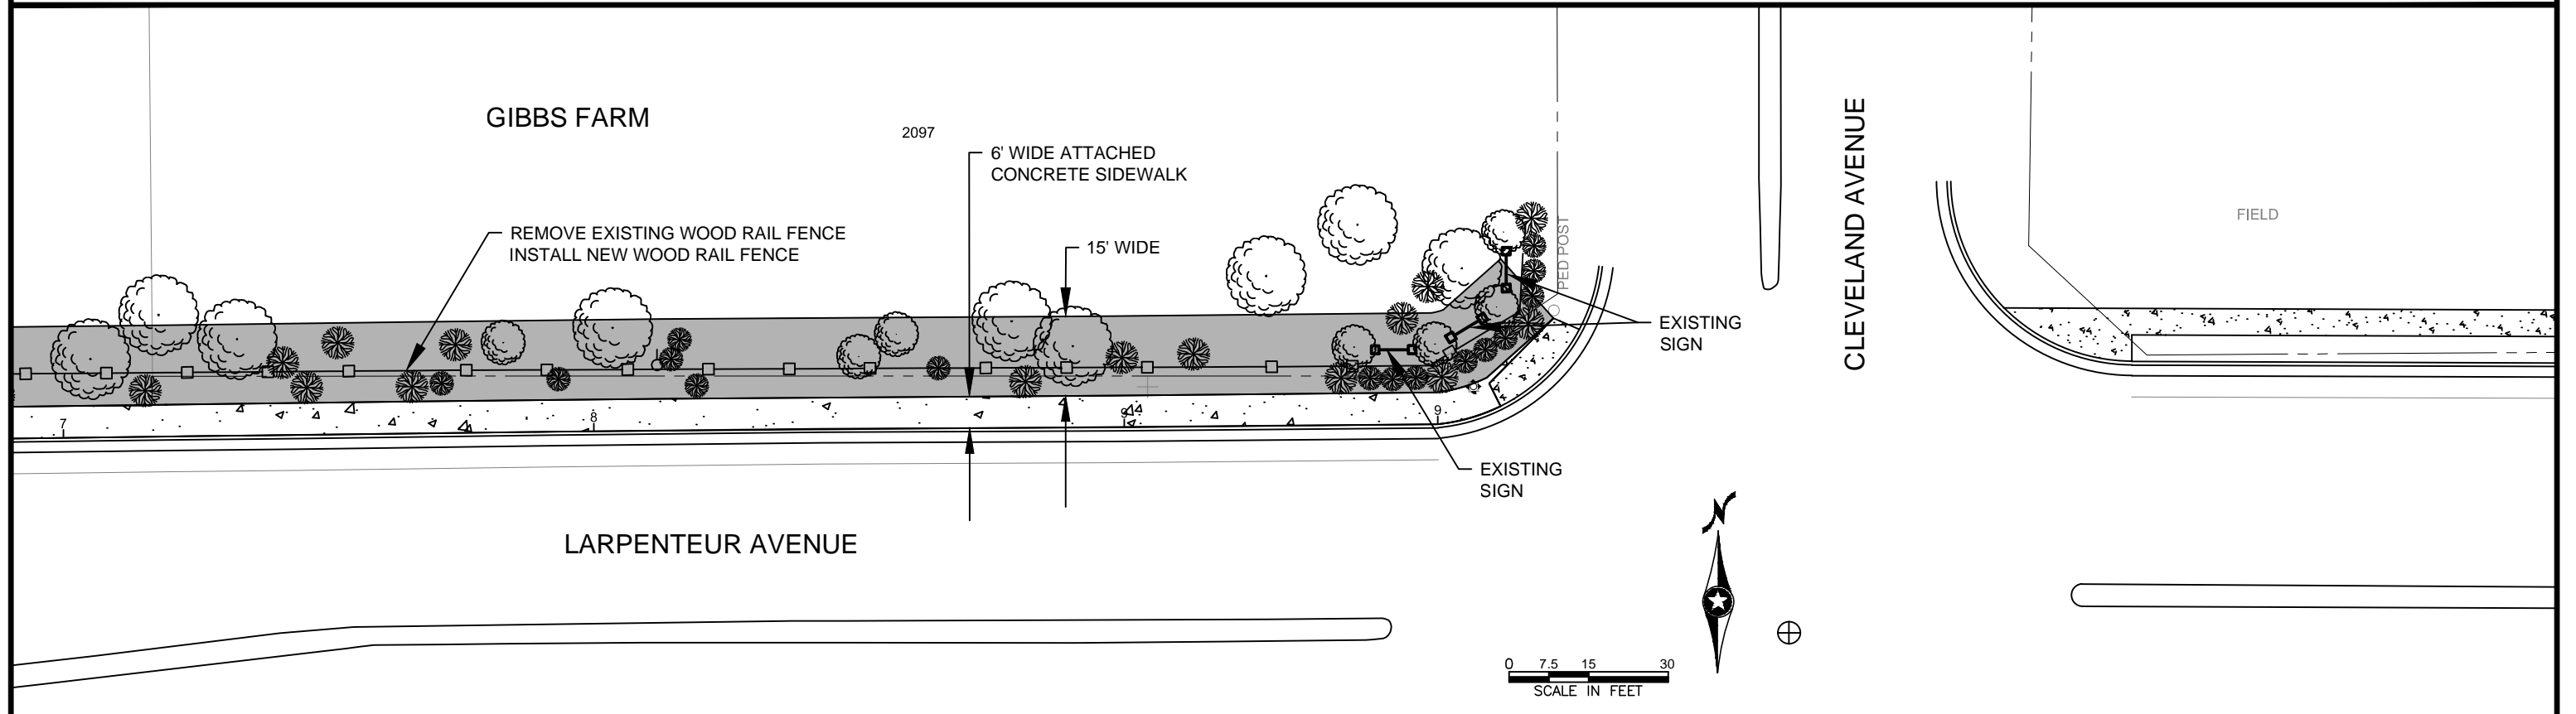 GIBBS FARM
2097
6' WIDE ATTACHED
CONCRETE SIDEWALK
REMOVE EXISTING WOOD RAIL FENCE
INSTALL NEW WOOD RAIL FENCE
15' WIDE
PED POST
CLEVELAND AVENUE
FIELD
EXISTING
SIGN
7
8
9
9
EXISTING
SIGN
LARPENTEUR AVENUE
N
0 7.5 15 30
SCALE IN FEET